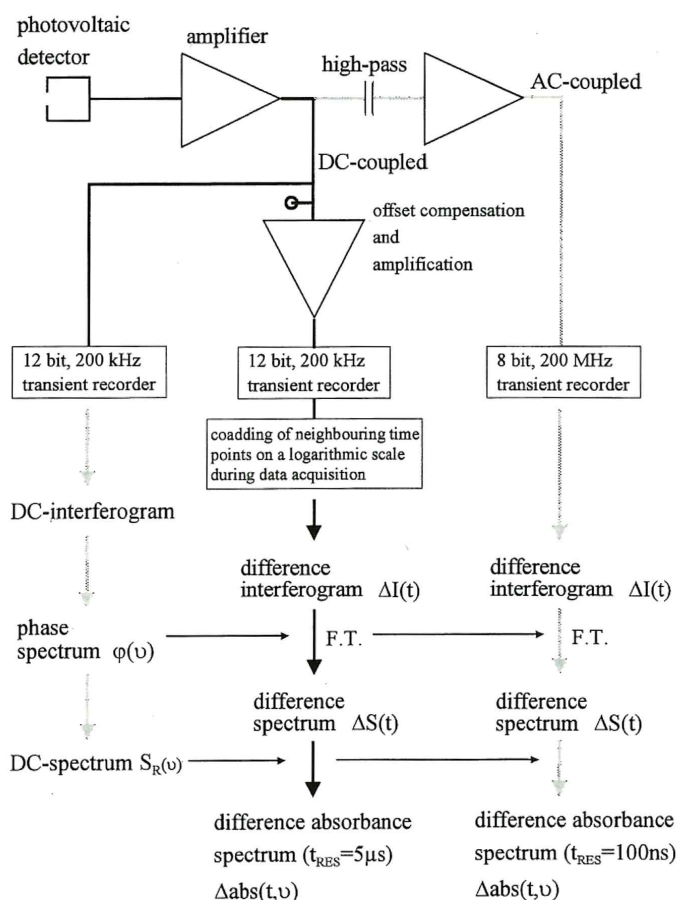 photovoltaic
detector
amplifier
high-pass
AC-coupled
DC-coupled
offset compensation
and
amplification
12 bit, 200 kHz
transient recorder
12 bit, 200 kHz
transient recorder
8 bit, 200 MHz
transient recorder
coadding of neighbouring time
points on a logarithmic scale
during data acquisition
DC-interferogram
difference
interferogram ΔI(t)
difference
interferogram ΔI(t)
phase
spectrum φ(υ)
F.T.
F.T.
difference
spectrum ΔS(t)
difference
spectrum ΔS(t)
DC-spectrum S_R(υ)
difference absorbance
spectrum (t_RES=5μs)
Δabs(t,υ)
difference absorbance
spectrum (t_RES=100ns)
Δabs(t,υ)